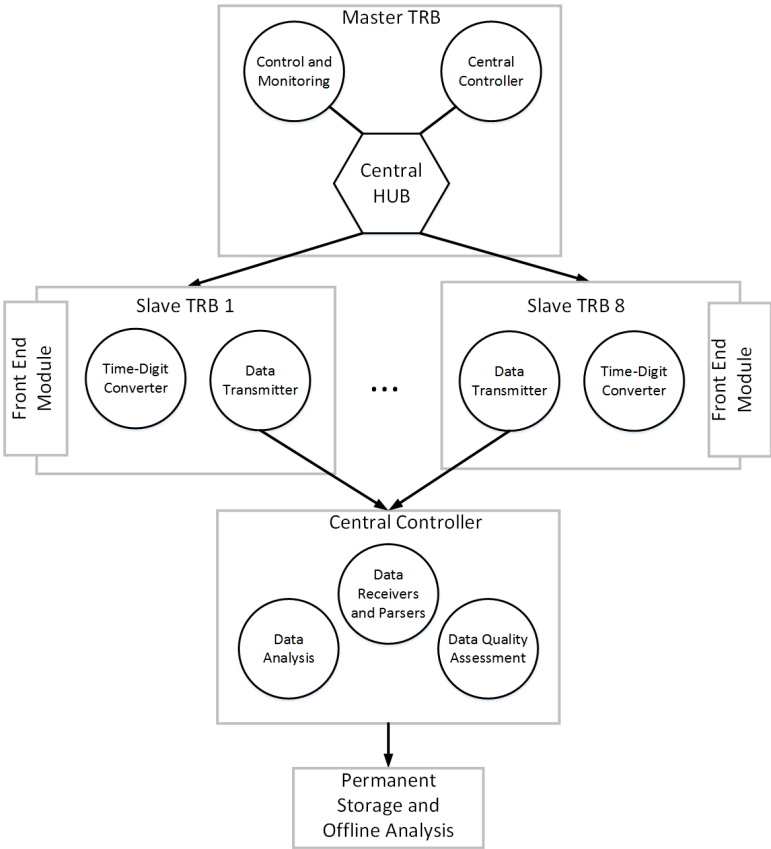 Master TRB
Control and
Monitoring
Central
Controller
Central
HUB
Slave TRB 1
Front End
Module
Time-Digit
Converter
Data
Transmitter
...
Slave TRB 8
Data
Transmitter
Time-Digit
Converter
Front End
Module
Central Controller
Data
Receivers
and Parsers
Data
Analysis
Data Quality
Assessment
Permanent
Storage and
Offline Analysis